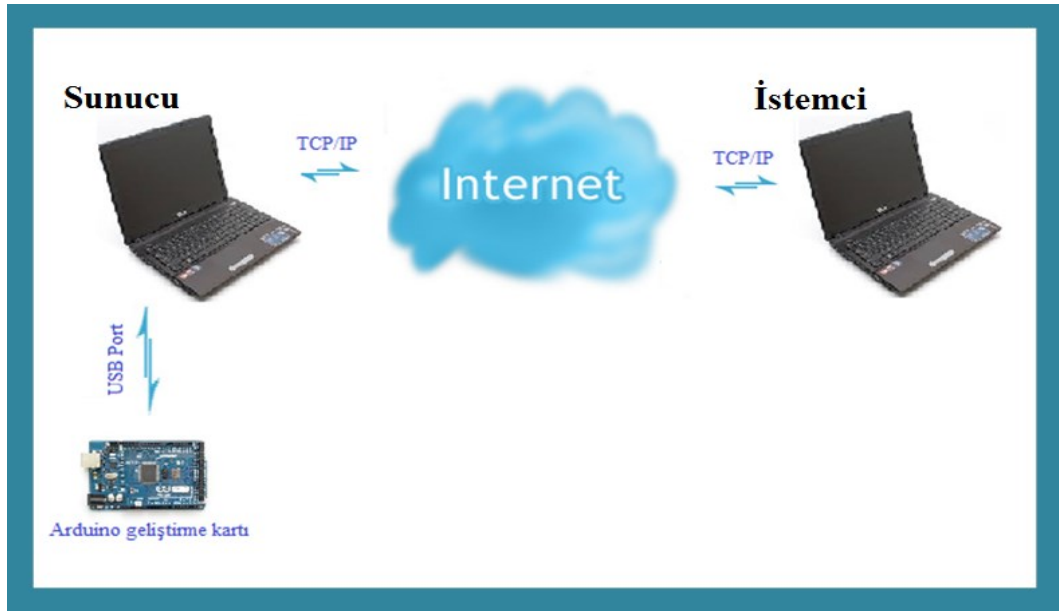 Sunucu
İstemci
TCP/IP
Internet
TCP/IP
USB Port
Arduino geliştirme kartı